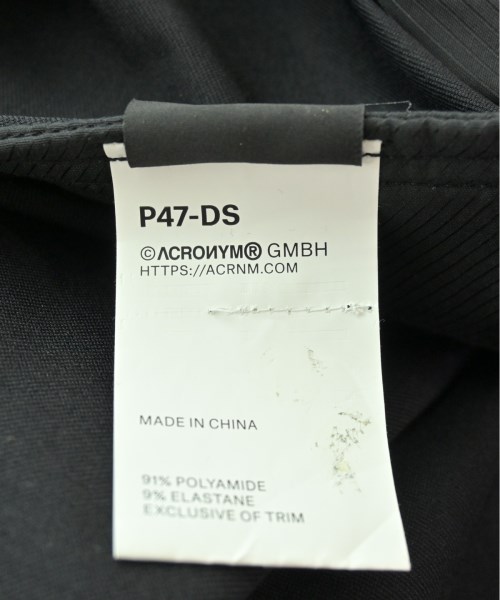 P47-DS
©ACRONYM® GMBH
HTTPS://ACRNM.COM
MADE IN CHINA
91% POLYAMIDE
9% ELASTANE
EXCLUSIVE OF TRIM